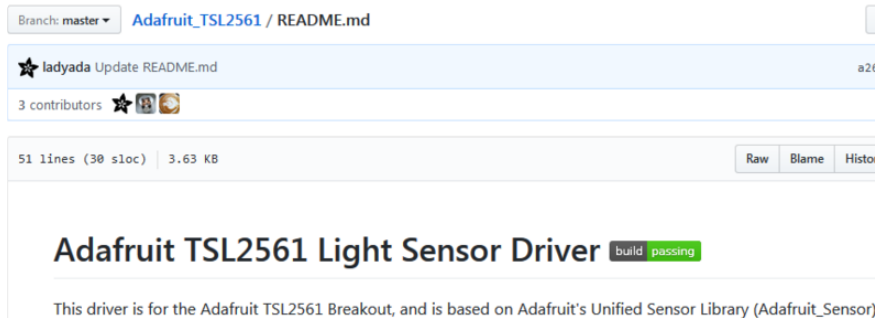 Branch: master Adafruit_TSL2561 / README.md
ladyada Update README.md a26
3 contributors
51 lines (30 sloc) 3.63 KB Raw Blame Histor
Adafruit TSL2561 Light Sensor Driver build passing
This driver is for the Adafruit TSL2561 Breakout, and is based on Adafruit's Unified Sensor Library (Adafruit_Sensor)